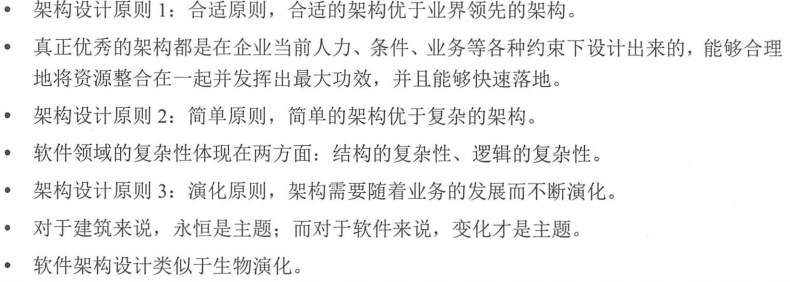 • 架构设计原则 1：合适原则，合适的架构优于业界领先的架构。
• 真正优秀的架构都是在企业当前人力、条件、业务等各种约束下设计出来的，能够合理
地将资源整合在一起并发挥出最大功效，并且能够快速落地。
• 架构设计原则 2：简单原则，简单的架构优于复杂的架构。
• 软件领域的复杂性体现在两方面：结构的复杂性、逻辑的复杂性。
• 架构设计原则 3：演化原则，架构需要随着业务的发展而不断演化。
• 对于建筑来说，永恒是主题；而对于软件来说，变化才是主题。
• 软件架构设计类似于生物演化。